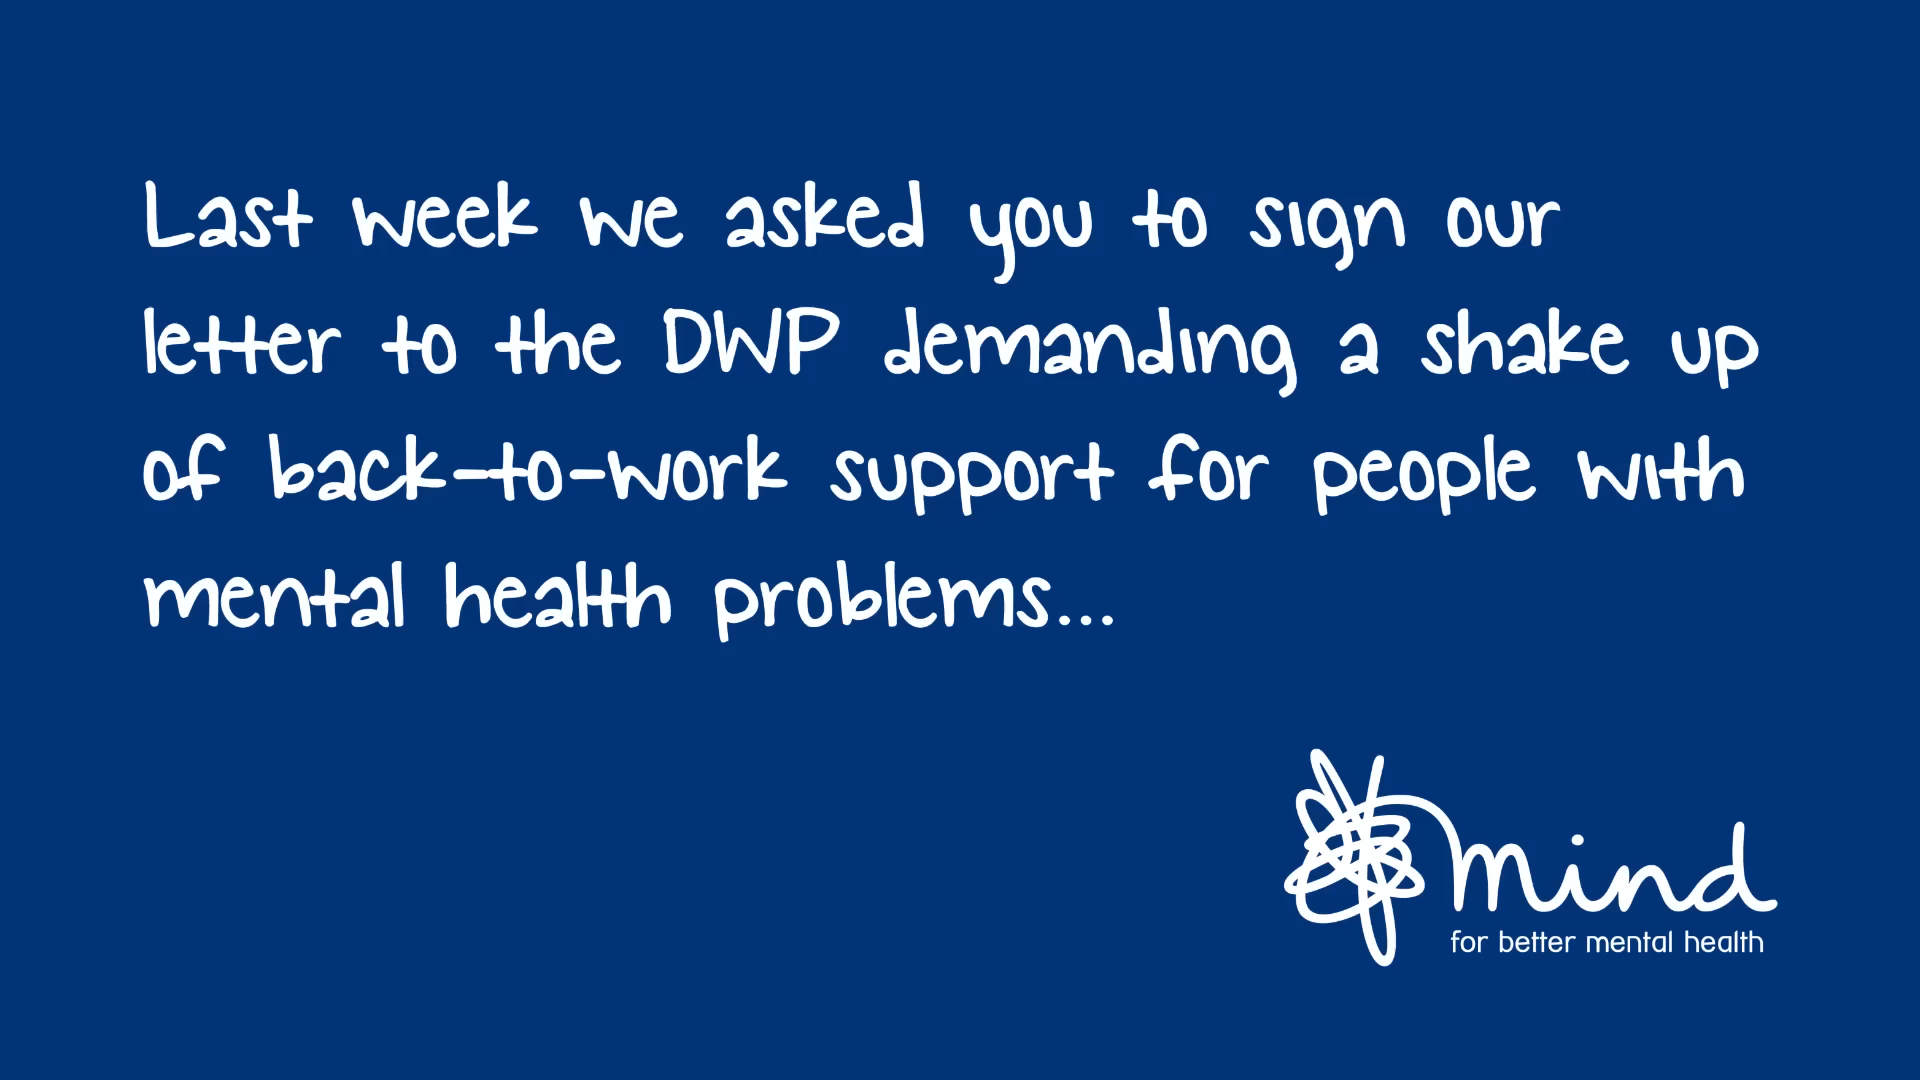 Last week we asked you to sign our
letter to the DWP demanding a shake up
of back-to-work support for people with
mental health problems...
mind
for better mental health